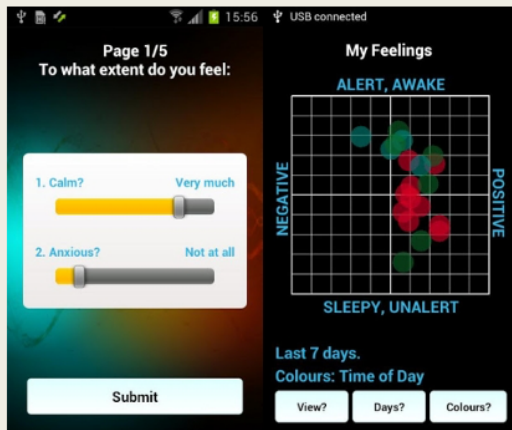 15:56
Page 1/5
To what extent do you feel:
1. Calm?
Very much
2. Anxious?
Not at all
Submit
USB connected
My Feelings
ALERT, AWAKE
NEGATIVE
POSITIVE
SLEEPY, UNALERT
Last 7 days.
Colours: Time of Day
View?
Days?
Colours?